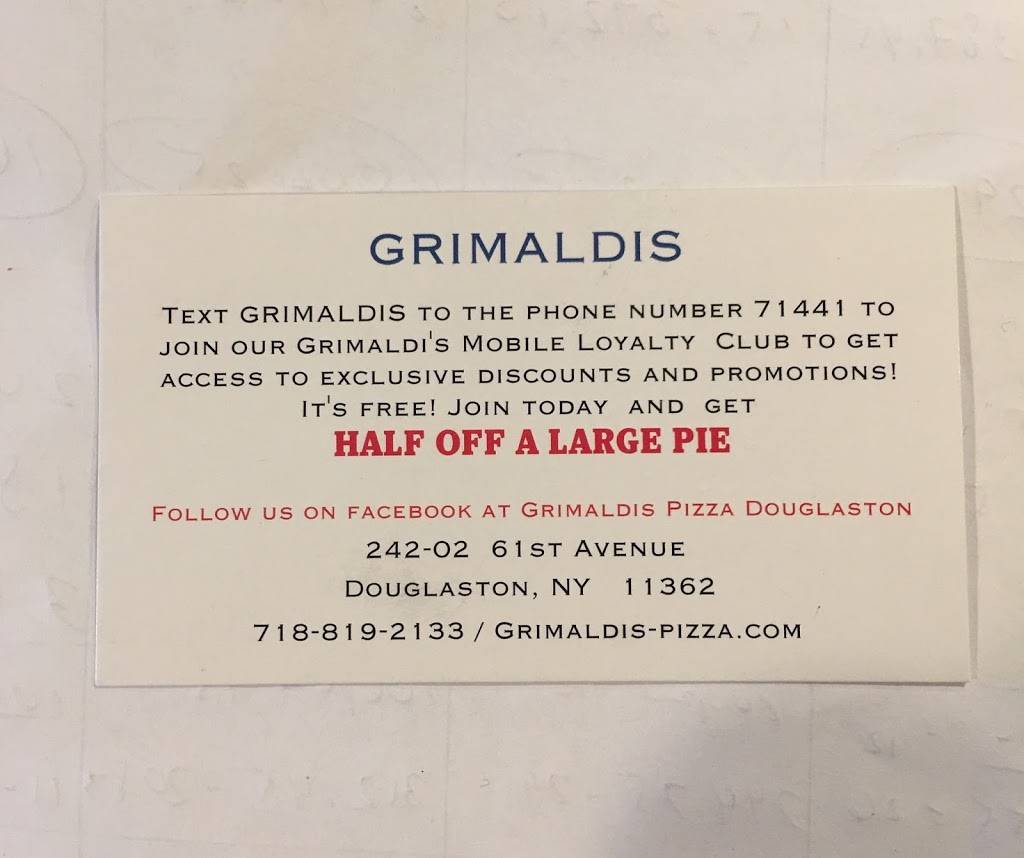 GRIMALDIS
TEXT GRIMALDIS TO THE PHONE NUMBER 71441 TO
JOIN OUR GRIMALDI'S MOBILE LOYALTY CLUB TO GET
ACCESS TO EXCLUSIVE DISCOUNTS AND PROMOTIONS!
IT'S FREE! JOIN TODAY AND GET
HALF OFF A LARGE PIE
FOLLOW US ON FACEBOOK AT GRIMALDIS PIZZA DOUGLASTON
242-02 61ST AVENUE
DOUGLASTON, NY 11362
718-819-2133 / GRIMALDIS-PIZZA.COM